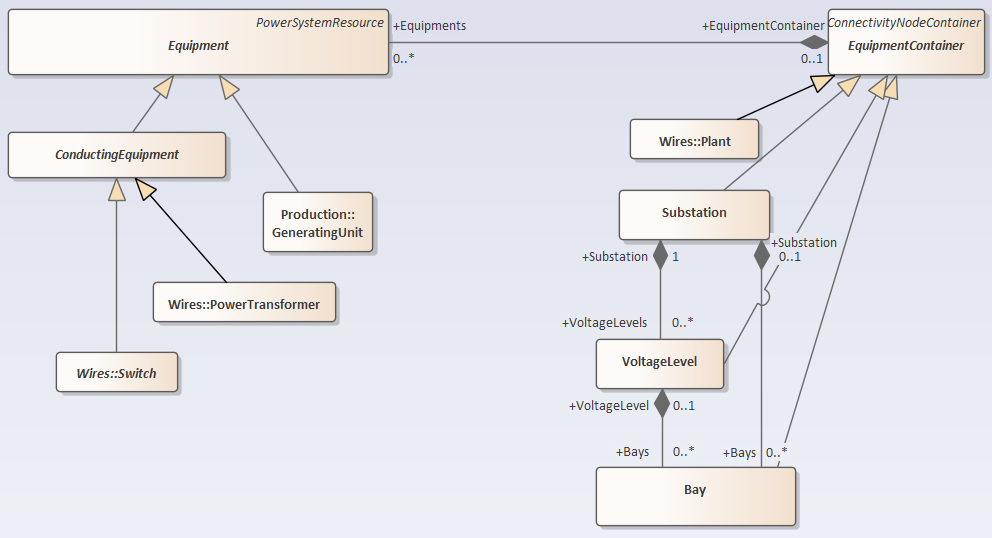 PowerSystemResource
Equipment
+Equipments
0..*
+EquipmentContainer
0..1
ConnectivityNodeContainer
EquipmentContainer
ConductingEquipment
Wires::Plant
Production::
GeneratingUnit
Substation
+Substation
1
+Substation
0..1
Wires::PowerTransformer
+VoltageLevels
0..*
VoltageLevel
Wires::Switch
+VoltageLevel
0..1
+Bays
0..*
+Bays
0..*
Bay